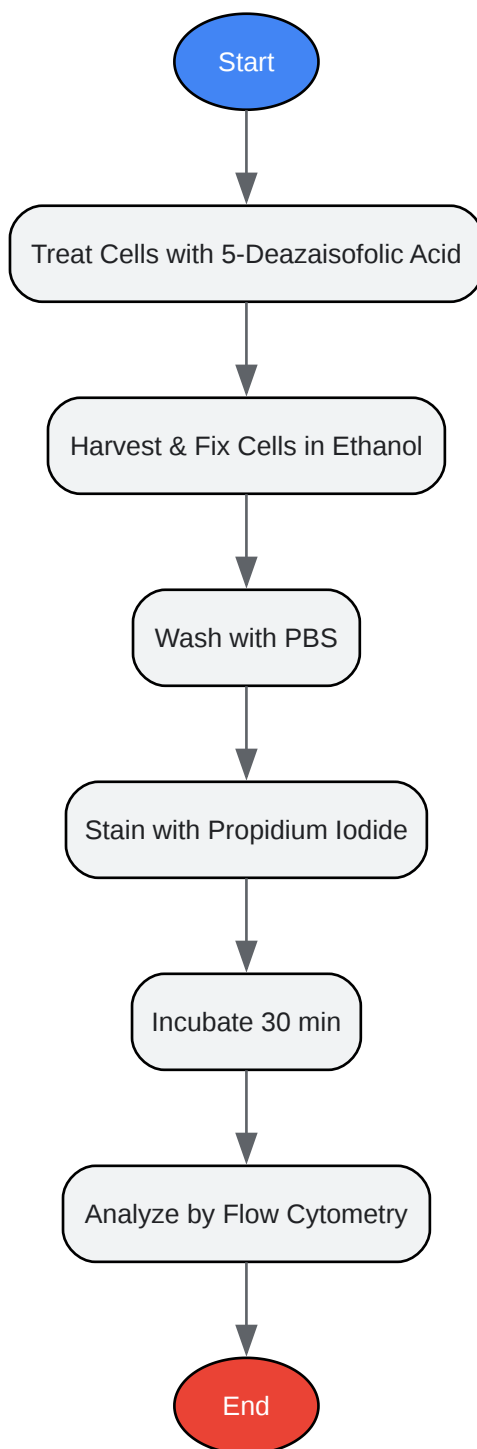 Start
Treat Cells with 5-Deazaisofolic Acid
Harvest & Fix Cells in Ethanol
Wash with PBS
Stain with Propidium Iodide
Incubate 30 min
Analyze by Flow Cytometry
End